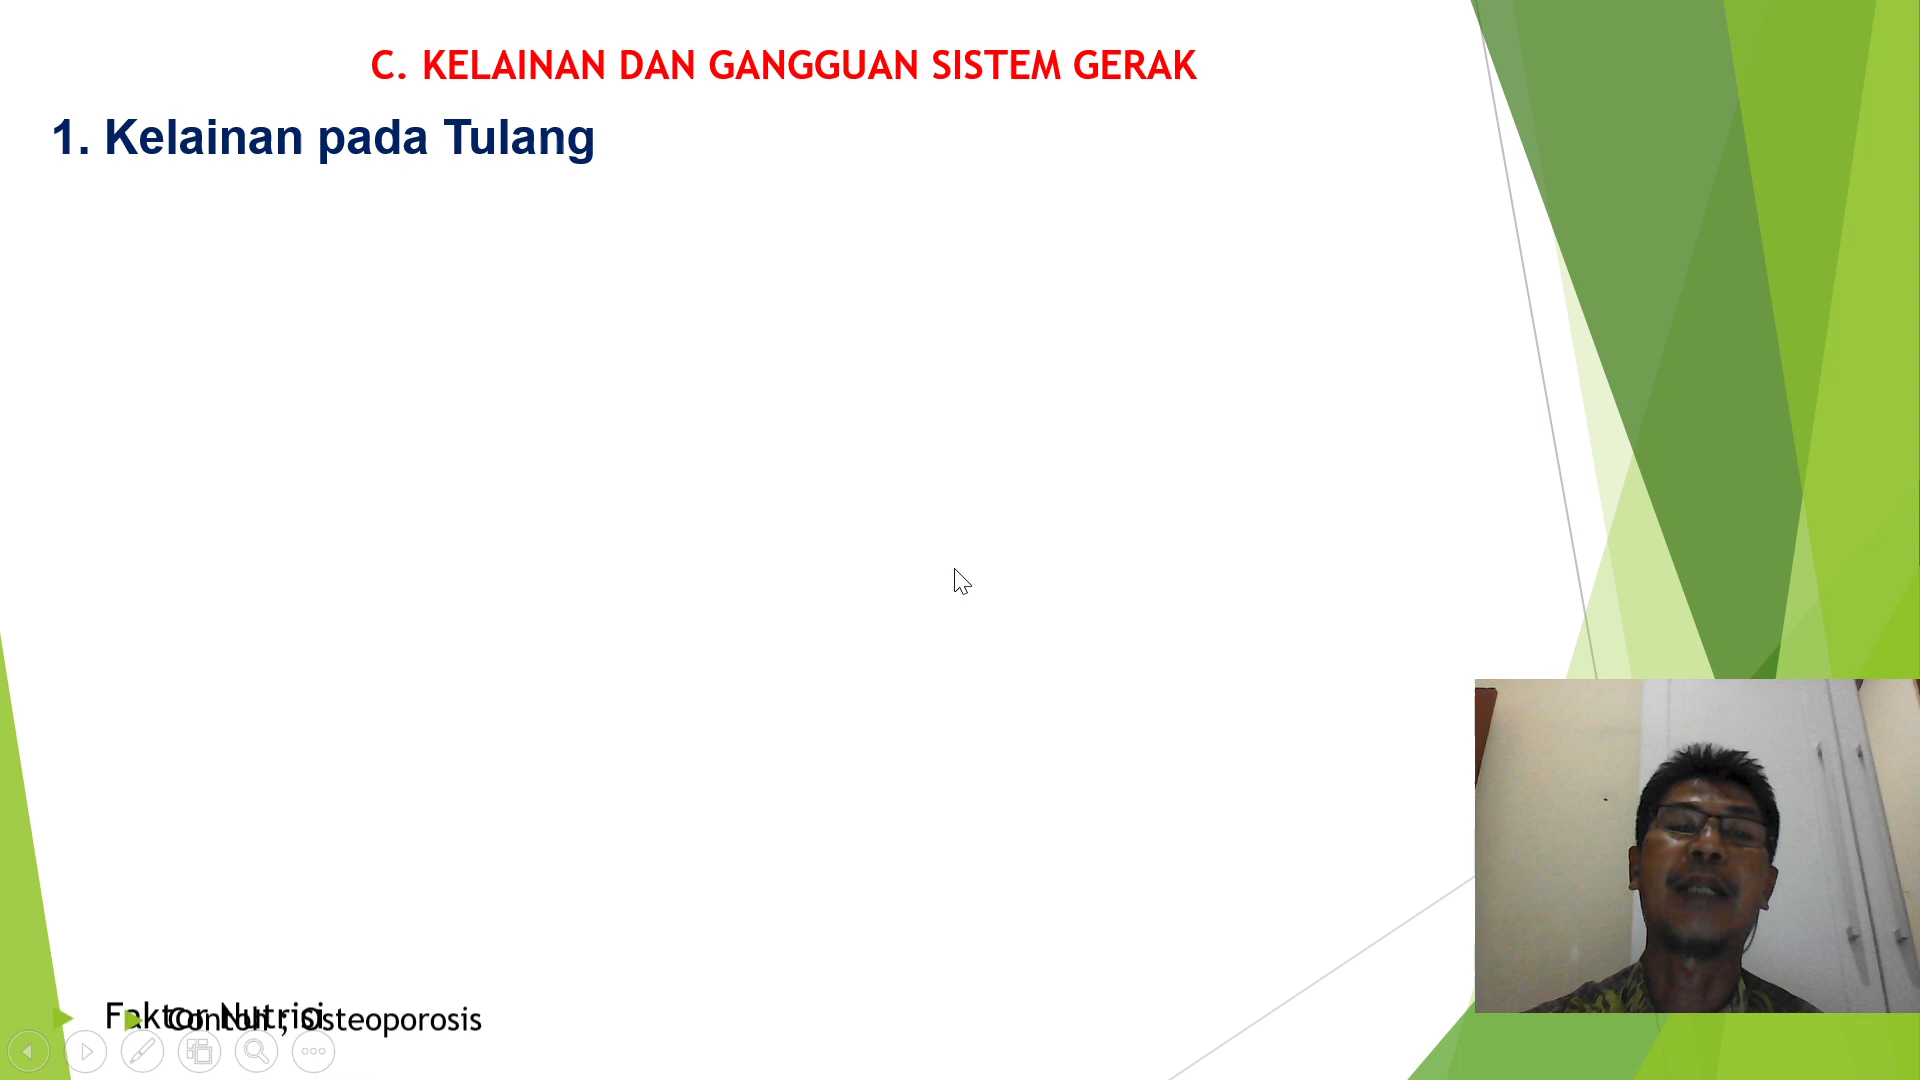 C. KELAINAN DAN GANGGUAN SISTEM GERAK
1. Kelainan pada Tulang
Faktor Nutrisi
Contoh ; Osteoporosis